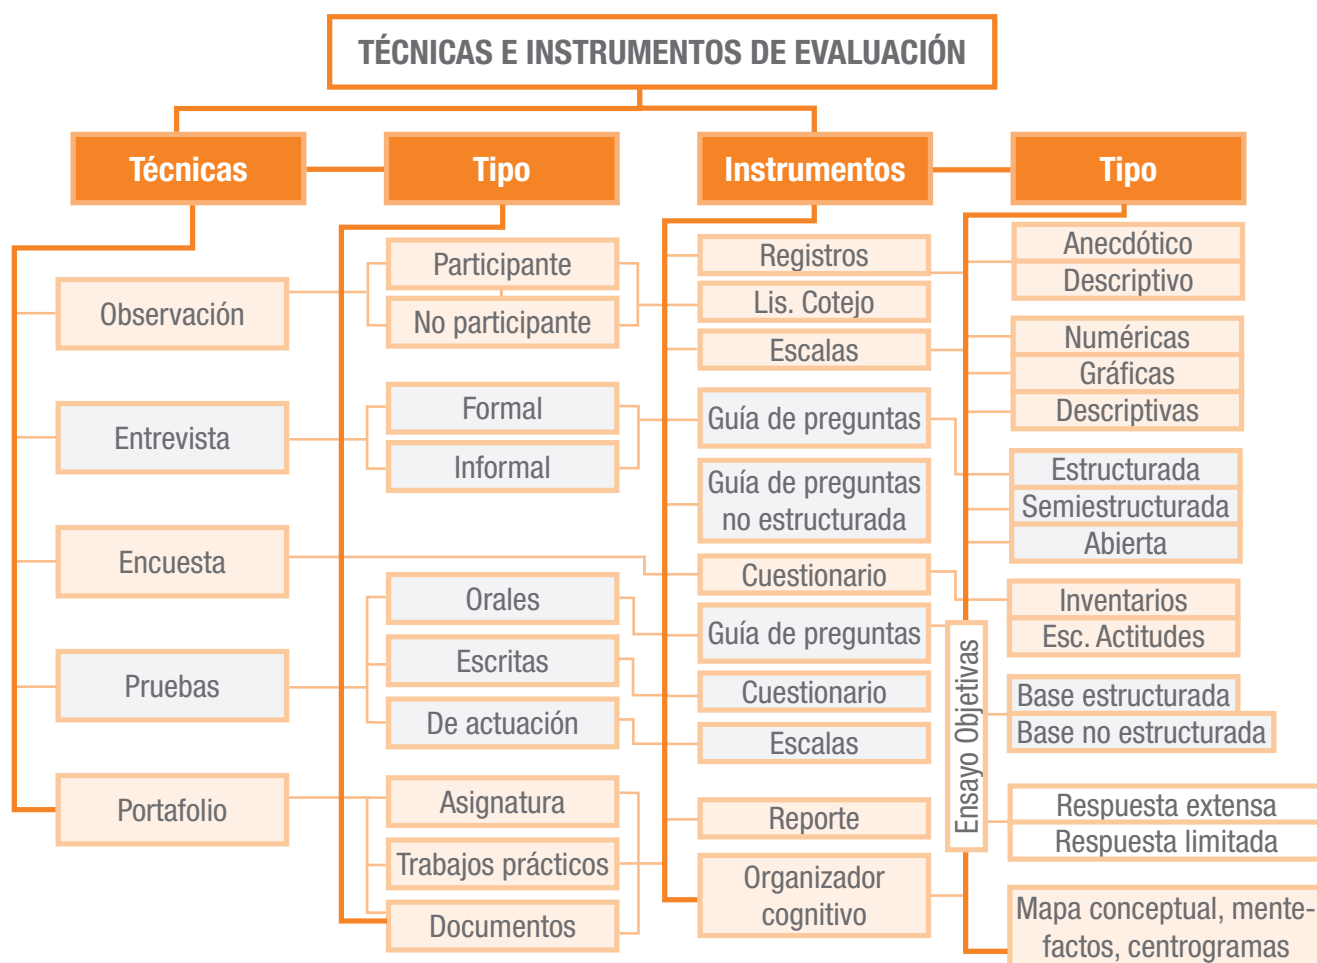 TÉCNICAS E INSTRUMENTOS DE EVALUACIÓN
Técnicas
Tipo
Instrumentos
Tipo
Observación
Entrevista
Encuesta
Pruebas
Portafolio
Participante
No participante
Formal
Informal
Orales
Escritas
De actuación
Asignatura
Trabajos prácticos
Documentos
Registros
Lis. Cotejo
Escalas
Guía de preguntas
Guía de preguntas
no estructurada
Cuestionario
Guía de preguntas
Cuestionario
Escalas
Reporte
Organizador
cognitivo
Ensayo Objetivas
Anecdótico
Descriptivo
Numéricas
Gráficas
Descriptivas
Estructurada
Semiestructurada
Abierta
Inventarios
Esc. Actitudes
Base estructurada
Base no estructurada
Respuesta extensa
Respuesta limitada
Mapa conceptual, mente-
factos, centrogramas